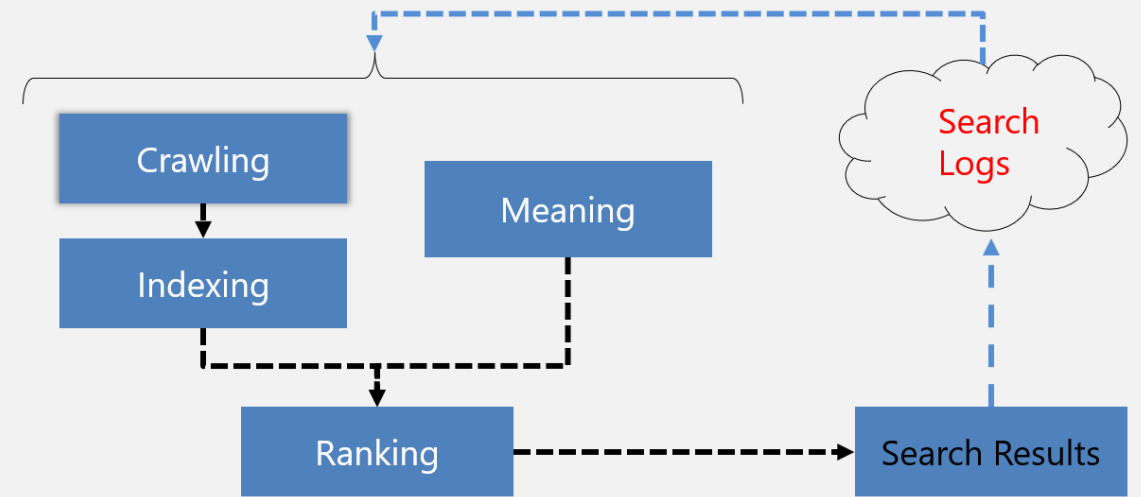 Crawling
Indexing
Meaning
Ranking
Search
Logs
Search Results